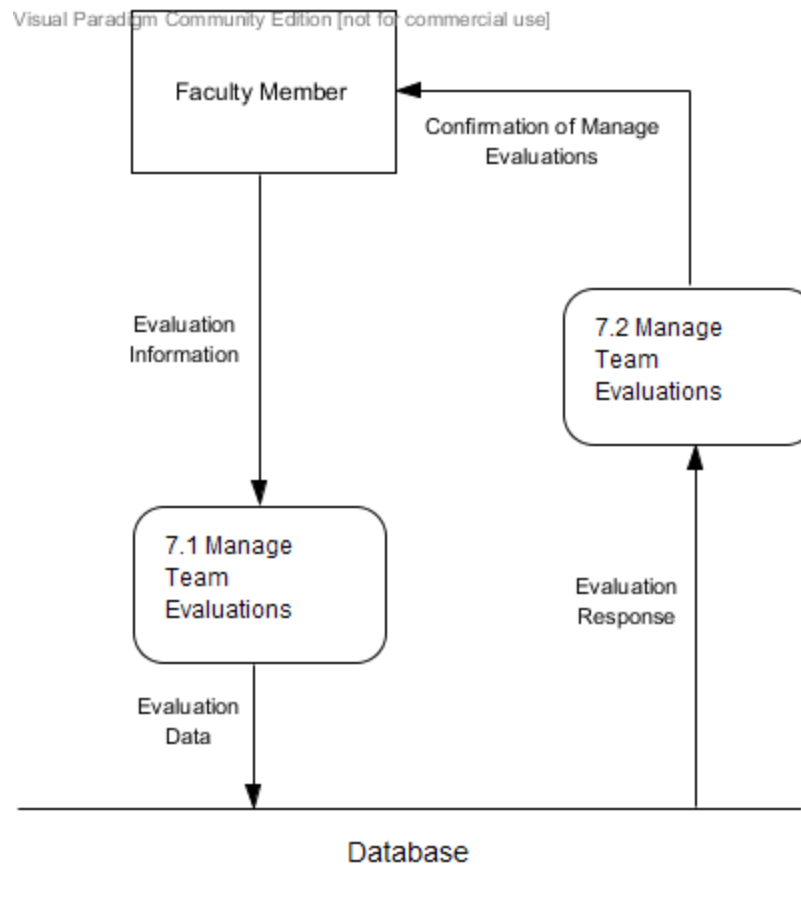 Visual Paradigm Community Edition [not for commercial use]
Faculty Member
Confirmation of Manage
Evaluations
Evaluation
Information
7.2 Manage
Team
Evaluations
7.1 Manage
Team
Evaluations
Evaluation
Response
Evaluation
Data
Database